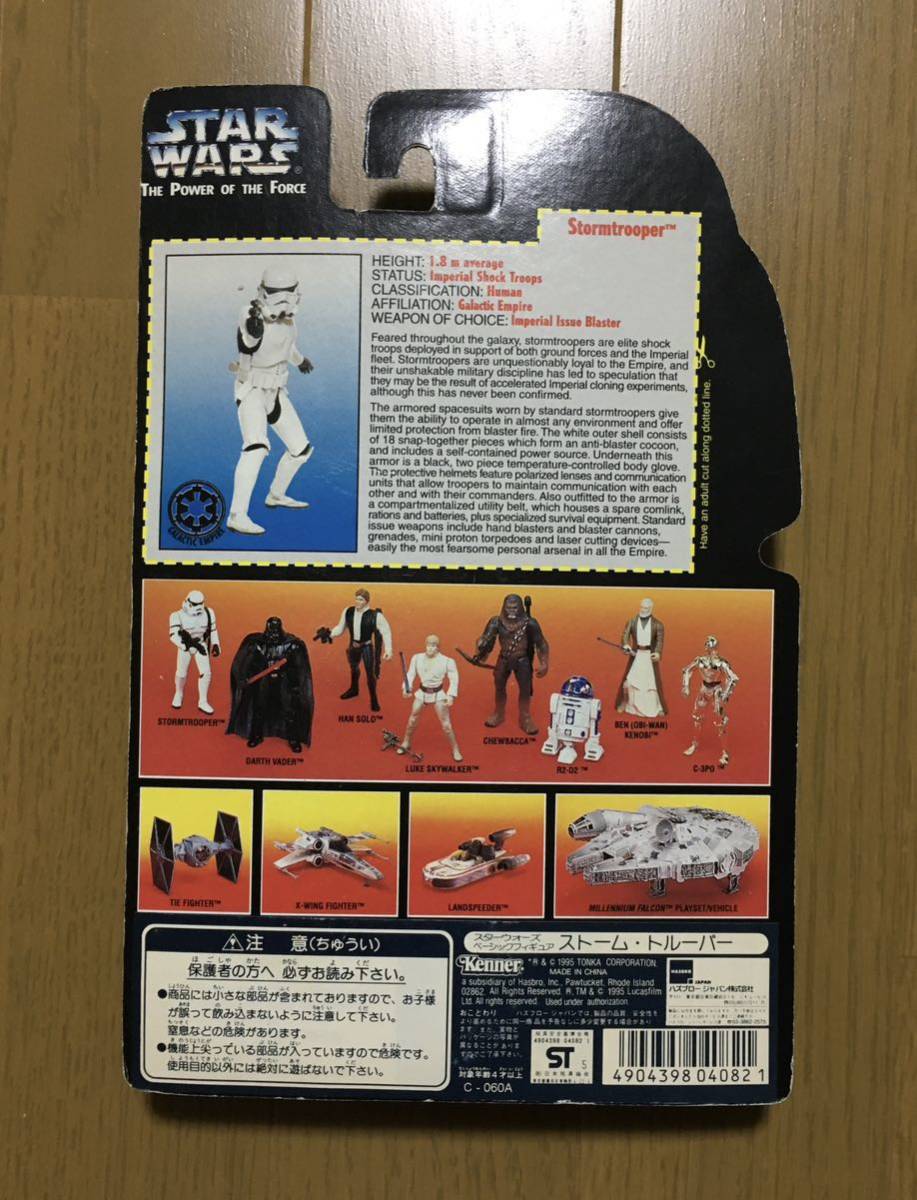 STAR
WARS
THE POWER OF THE FORCE
Stormtrooper™
HEIGHT: 1.8 m average
STATUS: Imperial Shock Troops
CLASSIFICATION: Human
AFFILIATION: Galactic Empire
WEAPON OF CHOICE: Imperial Issue Blaster
Feared throughout the galaxy, stormtroopers are elite shock
troops deployed in support of both ground forces and the Imperial
fleet. Stormtroopers are unquestionably loyal to the Empire, and
their unshakable military discipline has led to speculation that
they may be the result of accelerated Imperial cloning experiments,
although this has never been confirmed.
The armored spacesuits worn by standard stormtroopers give
them the ability to operate in almost any environment and offer
limited protection from blaster fire. The white outer shell consists
of 18 snap-together pieces which form an anti-blaster cocoon,
and includes a self-contained power source. Underneath this
armor is a black, two piece temperature-controlled body glove.
The protective helmets feature polarized lenses and communication
units that allow troopers to maintain communication with each
other and with their commanders. Also outfitted to the armor is
a compartmentalized utility belt, which houses a spare comlink,
rations and batteries, plus specialized survival equipment. Standard
issue weapons include hand blasters and blaster cannons,
grenades, mini proton torpedoes and laser cutting devices—
easily the most fearsome personal arsenal in all the Empire.
GALACTIC EMPIRE
Have an adult cut along dotted line.
STORMTROOPER™
DARTH VADER™
HAN SOLO™
LUKE SKYWALKER™
CHEWBACCA™
R2-D2™
BEN (OBI-WAN)
KENOBI™
C-3PO™
TIE FIGHTER™
X-WING FIGHTER™
LANDSPEEDER™
MILLENNIUM FALCON™ PLAYSET/VEHICLE
⚠注 意(ちゅうい)
保護者の方へ 必ずお読み下さい。
●商品には小さな部品が含まれておりますので、お子様
が誤って飲み込まないように注意して下さい。
窒息などの危険があります。
●機能上尖っている部品が入っていますので危険です。
使用目的以外には絶対に遊ばないで下さい。
スターウォーズ
ベーシックフィギュア ストーム・トルーパー
Kenner ® & © 1995 TONKA CORPORATION,
MADE IN CHINA
a subsidiary of Hasbro, Inc., Pawtucket, Rhode Island
02862. All Rights Reserved. ®, TM & © 1995 Lucasfilm
Ltd. All rights reserved. Used under authorization.
HASBRO JAPAN
ハズブロー ジャパン株式会社
おことわり
対象年齢4才以上
C - 060A
4904398 04082 1
ST
5
4904398040821